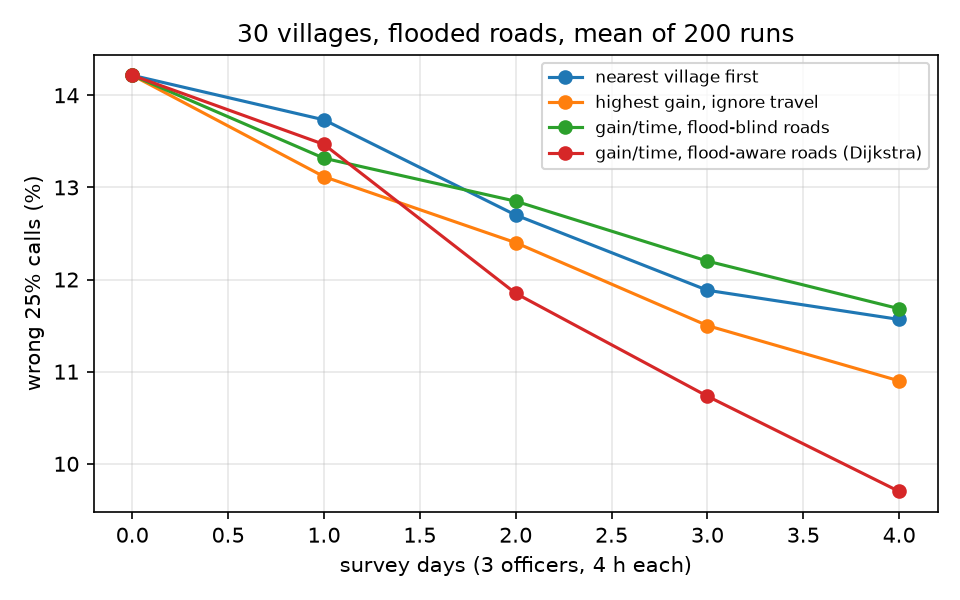 30 villages, flooded roads, mean of 200 runs
nearest village first
highest gain, ignore travel
gain/time, flood-blind roads
gain/time, flood-aware roads (Dijkstra)
wrong 25% calls (%)
14
13
12
11
10
0.0 0.5 1.0 1.5 2.0 2.5 3.0 3.5 4.0
survey days (3 officers, 4 h each)